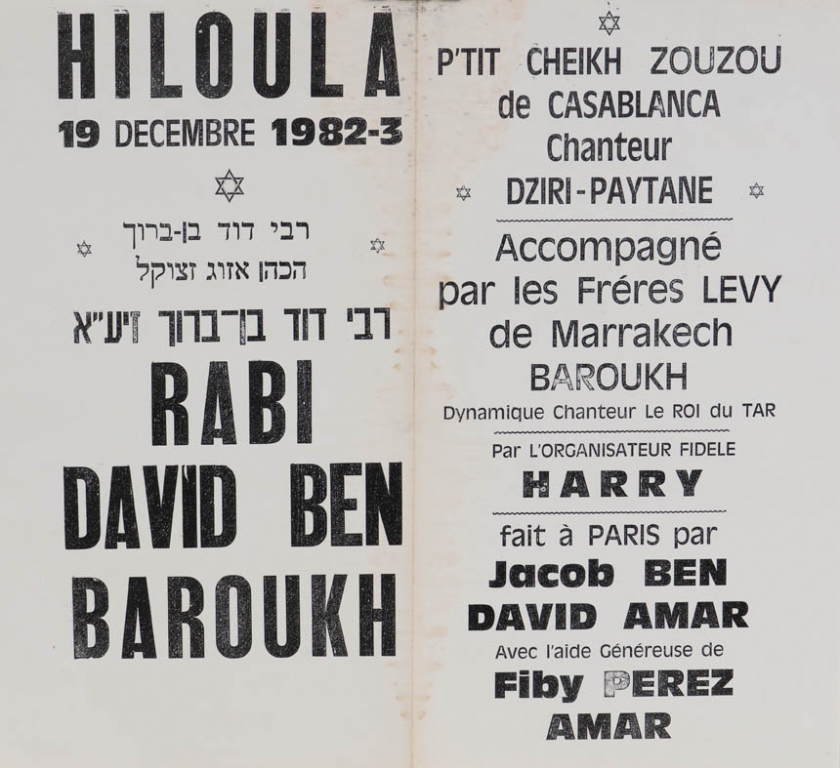 HILOULA
19 DECEMBRE 1982-3
רבי דוד בן-ברוך
הכהן אזוג זצוקל
רבי דוד בן־ברוך זיע"א
RABI
DAVID BEN
BAROUKH
P'TIT CHEIKH ZOUZOU
de CASABLANCA
Chanteur
DZIRI-PAYTANE
Accompagné
par les Fréres LEVY
de Marrakech
BAROUKH
Dynamique Chanteur Le ROI du TAR
Par L'ORGANISATEUR FIDELE
HARRY
fait à PARIS par
Jacob BEN
DAVID AMAR
Avec l'aide Généreuse de
Fiby PEREZ
AMAR